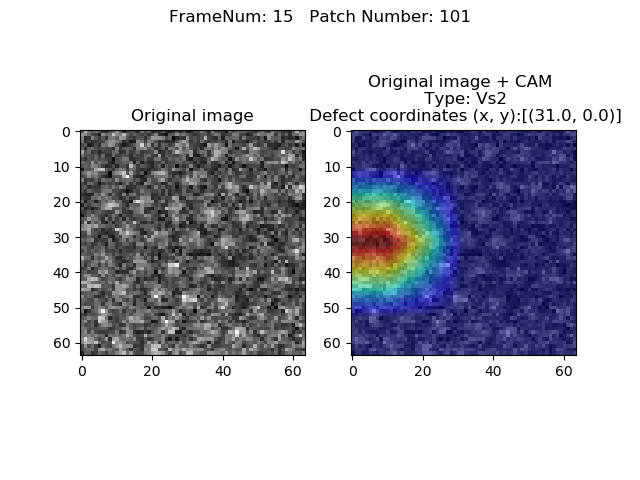 FrameNum: 15   Patch Number: 101
Original image
Original image + CAM
Type: Vs2
Defect coordinates (x, y):[(31.0, 0.0)]
0
10
20
30
40
50
60
0 20 40 60
0
10
20
30
40
50
60
0 20 40 60